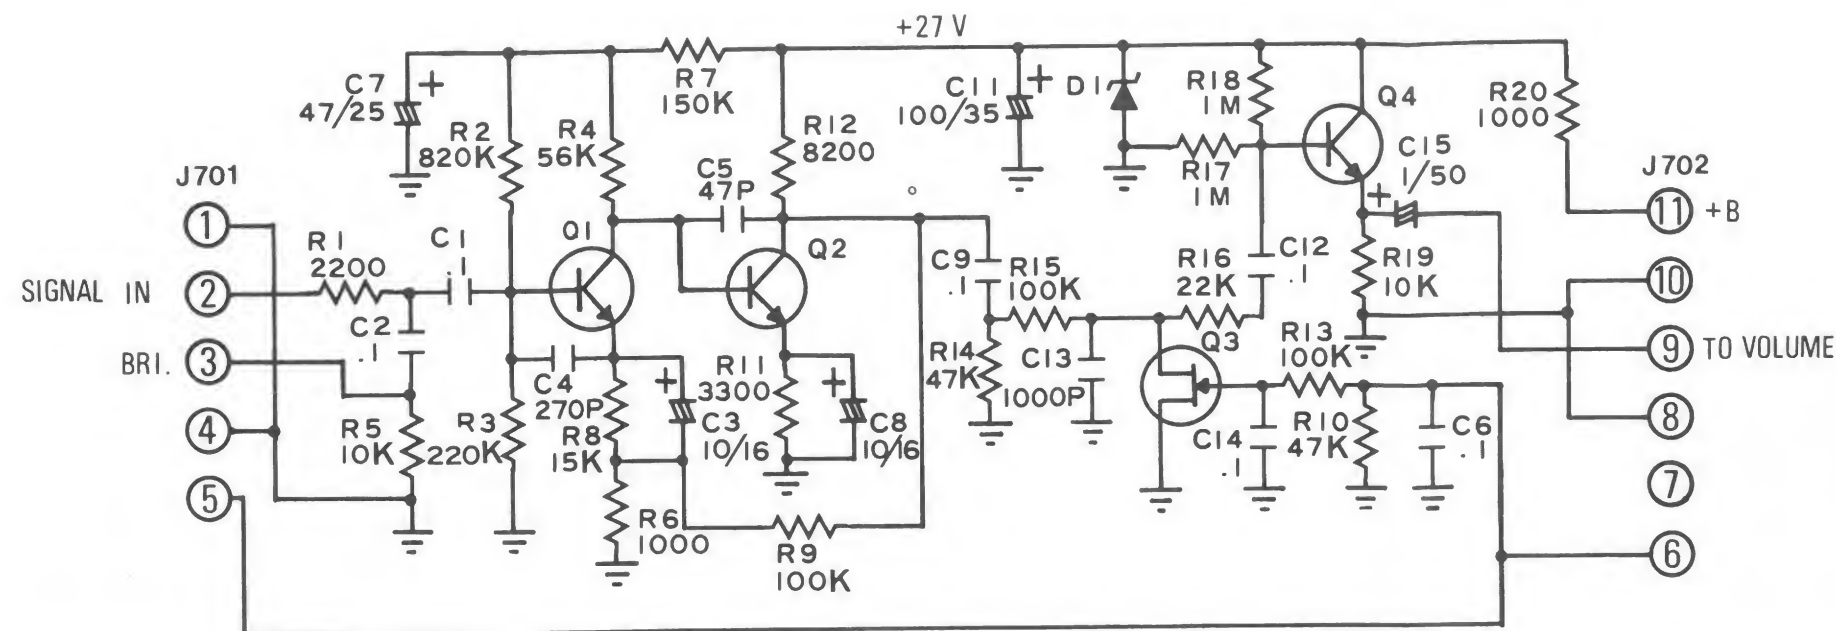 +27 V
C7
47/25
+
R2
820K
R4
56K
R7
150K
R12
8200
C11
100/35
+
D1
R18
1M
Q4
R20
1000
J701
1
R1
2200
C1
.1
Q1
C5
47P
Q2
R17
1M
C15
1/50
+
J702
11 +B
SIGNAL IN 2
C2
.1
C9
.1
R15
100K
R16
22K
C12
.1
R19
10K
10
BRI. 3
C4
270P
+
R11
3300
+
R14
47K
C13
1000P
Q3
R13
100K
9 TO VOLUME
4
R5
10K
R3
220K
R8
15K
C3
10/16
C8
10/16
C14
.1
R10
47K
C6
.1
8
5
R6
1000
R9
100K
7
6